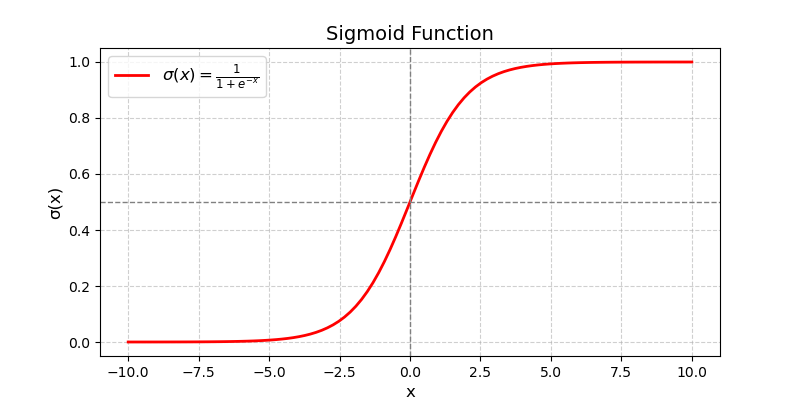 Sigmoid Function
σ(x) = \frac{1}{1 + e^{-x}}
1.0
0.8
0.6
0.4
0.2
0.0
σ(x)
−10.0 −7.5 −5.0 −2.5 0.0 2.5 5.0 7.5 10.0
x